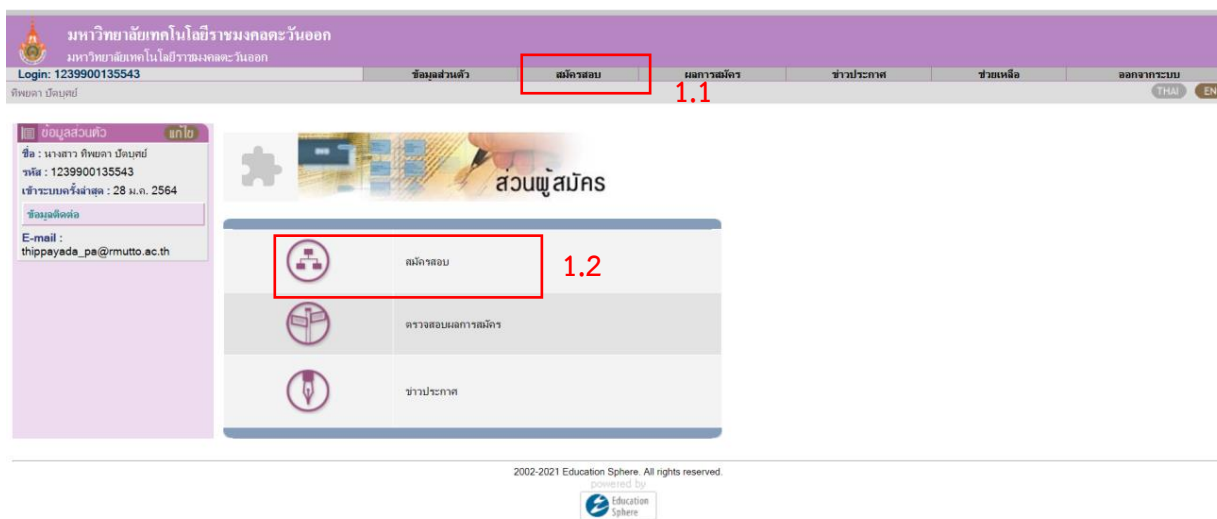 มหาวิทยาลัยเทคโนโลยีราชมงคลตะวันออก
มหาวิทยาลัยเทคโนโลยีราชมงคลตะวันออก
Login: 1239900135543 ข้อมูลส่วนตัว สมัครสอบ ผลการสมัคร ข่าวประกาศ ช่วยเหลือ ออกจากระบบ
1.1
ทิพยดา ปัดบุศย์ THAI EN
ข้อมูลส่วนตัว แก้ไข
ชื่อ : นางสาว ทิพยดา ปัดบุศย์
รหัส : 1239900135543
เข้าระบบครั้งล่าสุด : 28 ม.ค. 2564
ข้อมูลติดต่อ
E-mail :
thippayada_pa@rmutto.ac.th
ส่วนผู้สมัคร
สมัครสอบ 1.2
ตรวจสอบผลการสมัคร
ข่าวประกาศ
2002-2021 Education Sphere. All rights reserved.
powered by
Education
Sphere